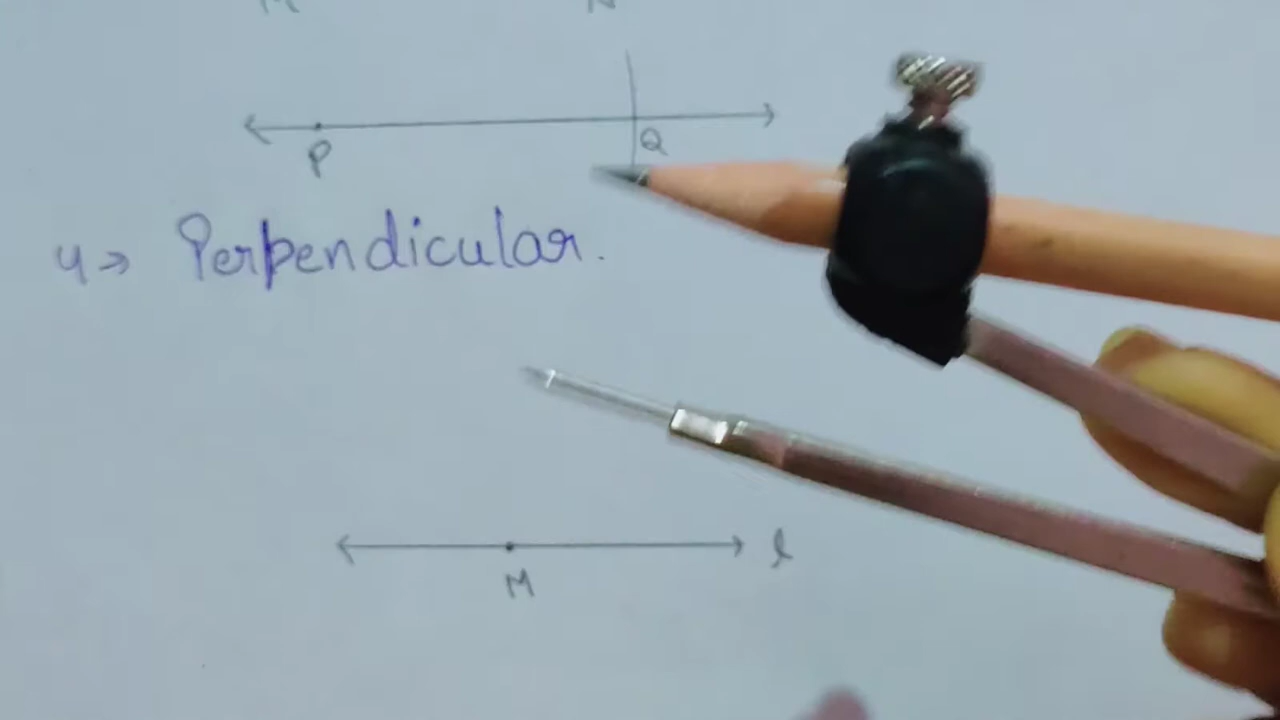 M N
P Q
4→ Perpendicular.
l
M